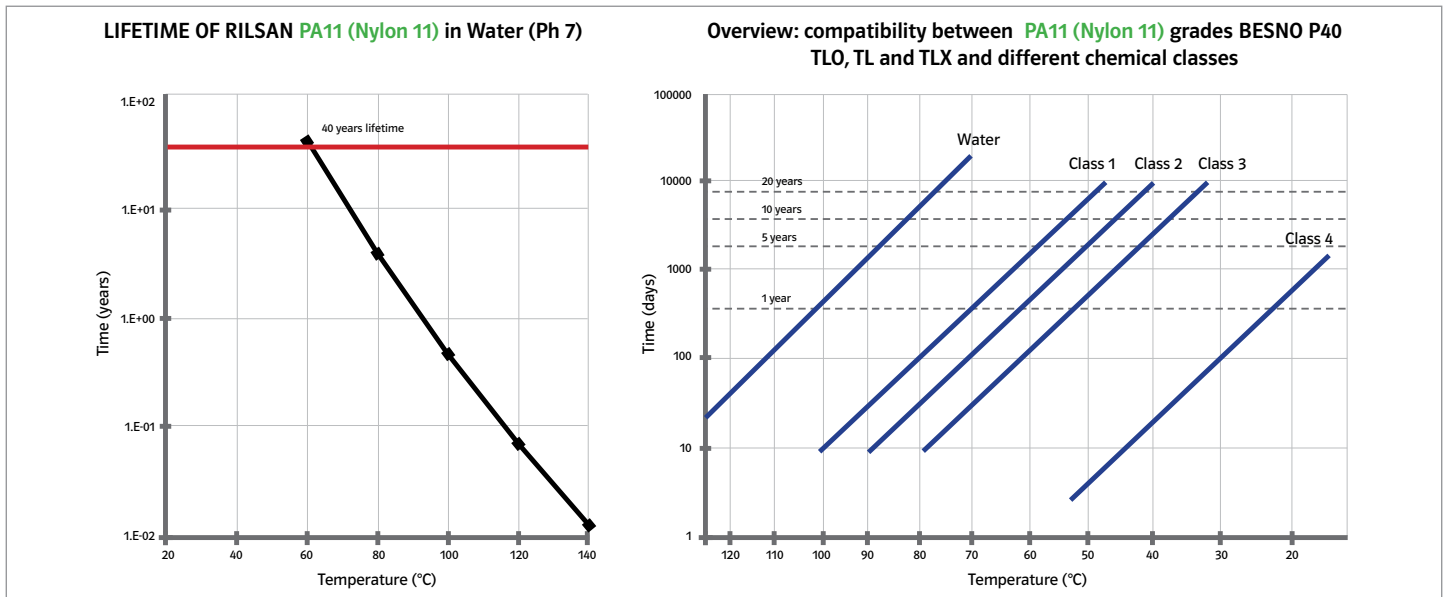 LIFETIME OF RILSAN PA11 (Nylon 11) in Water (Ph 7)
1.E+02
1.E+01
1.E+00
1.E-01
1.E-02
Time (years)
40 years lifetime
20 40 60 80 100 120 140
Temperature (°C)
Overview: compatibility between PA11 (Nylon 11) grades BESNO P40
TLO, TL and TLX and different chemical classes
100000
10000
1000
100
10
1
Time (days)
20 years
10 years
5 years
1 year
Water
Class 1
Class 2
Class 3
Class 4
120 110 100 90 80 70 60 50 40 30 20
Temperature (°C)